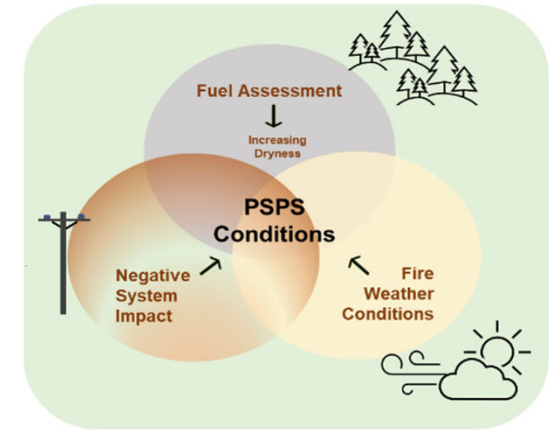 Fuel Assessment
Increasing
Dryness
PSPS
Conditions
Negative
System
Impact
Fire
Weather
Conditions